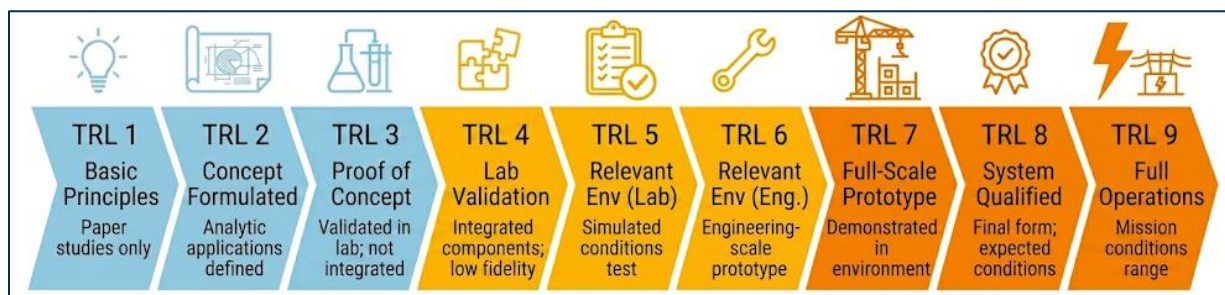 TRL 1
Basic
Principles
Paper
studies only
TRL 2
Concept
Formulated
Analytic
applications
defined
TRL 3
Proof of
Concept
Validated in
lab; not
integrated
TRL 4
Lab
Validation
Integrated
components;
low fidelity
TRL 5
Relevant
Env (Lab)
Simulated
conditions
test
TRL 6
Relevant
Env (Eng.)
Engineering-
scale
prototype
TRL 7
Full-Scale
Prototype
Demonstrated
in
environment
TRL 8
System
Qualified
Final form;
expected
conditions
TRL 9
Full
Operations
Mission
conditions
range